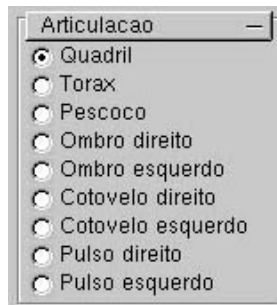 Articulacao
Quadril
Torax
Pescoco
Ombro direito
Ombro esquerdo
Cotovelo direito
Cotovelo esquerdo
Pulso direito
Pulso esquerdo